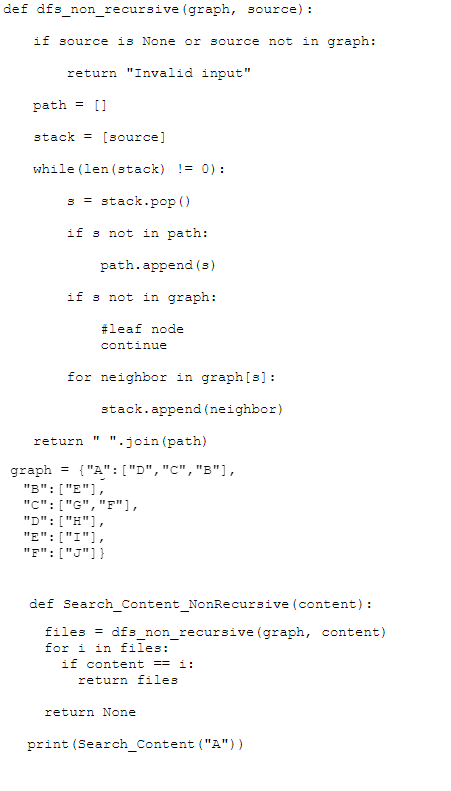 def dfs_non_recursive(graph, source):
if source is None or source not in graph:
return "Invalid input"
path = []
stack = [source]
while(len(stack) != 0):
s = stack.pop()
if s not in path:
path.append(s)
if s not in graph:
#leaf node
continue
for neighbor in graph[s]:
stack.append(neighbor)
return " ".join(path)
graph = {"A":["D","C","B"],
"B":["E"],
"C":["G","F"],
"D":["H"],
"E":["I"],
"F":["J"]}
def Search_Content_NonRecursive(content):
files = dfs_non_recursive(graph, content)
for i in files:
if content == i:
return files
return None
print(Search_Content("A"))